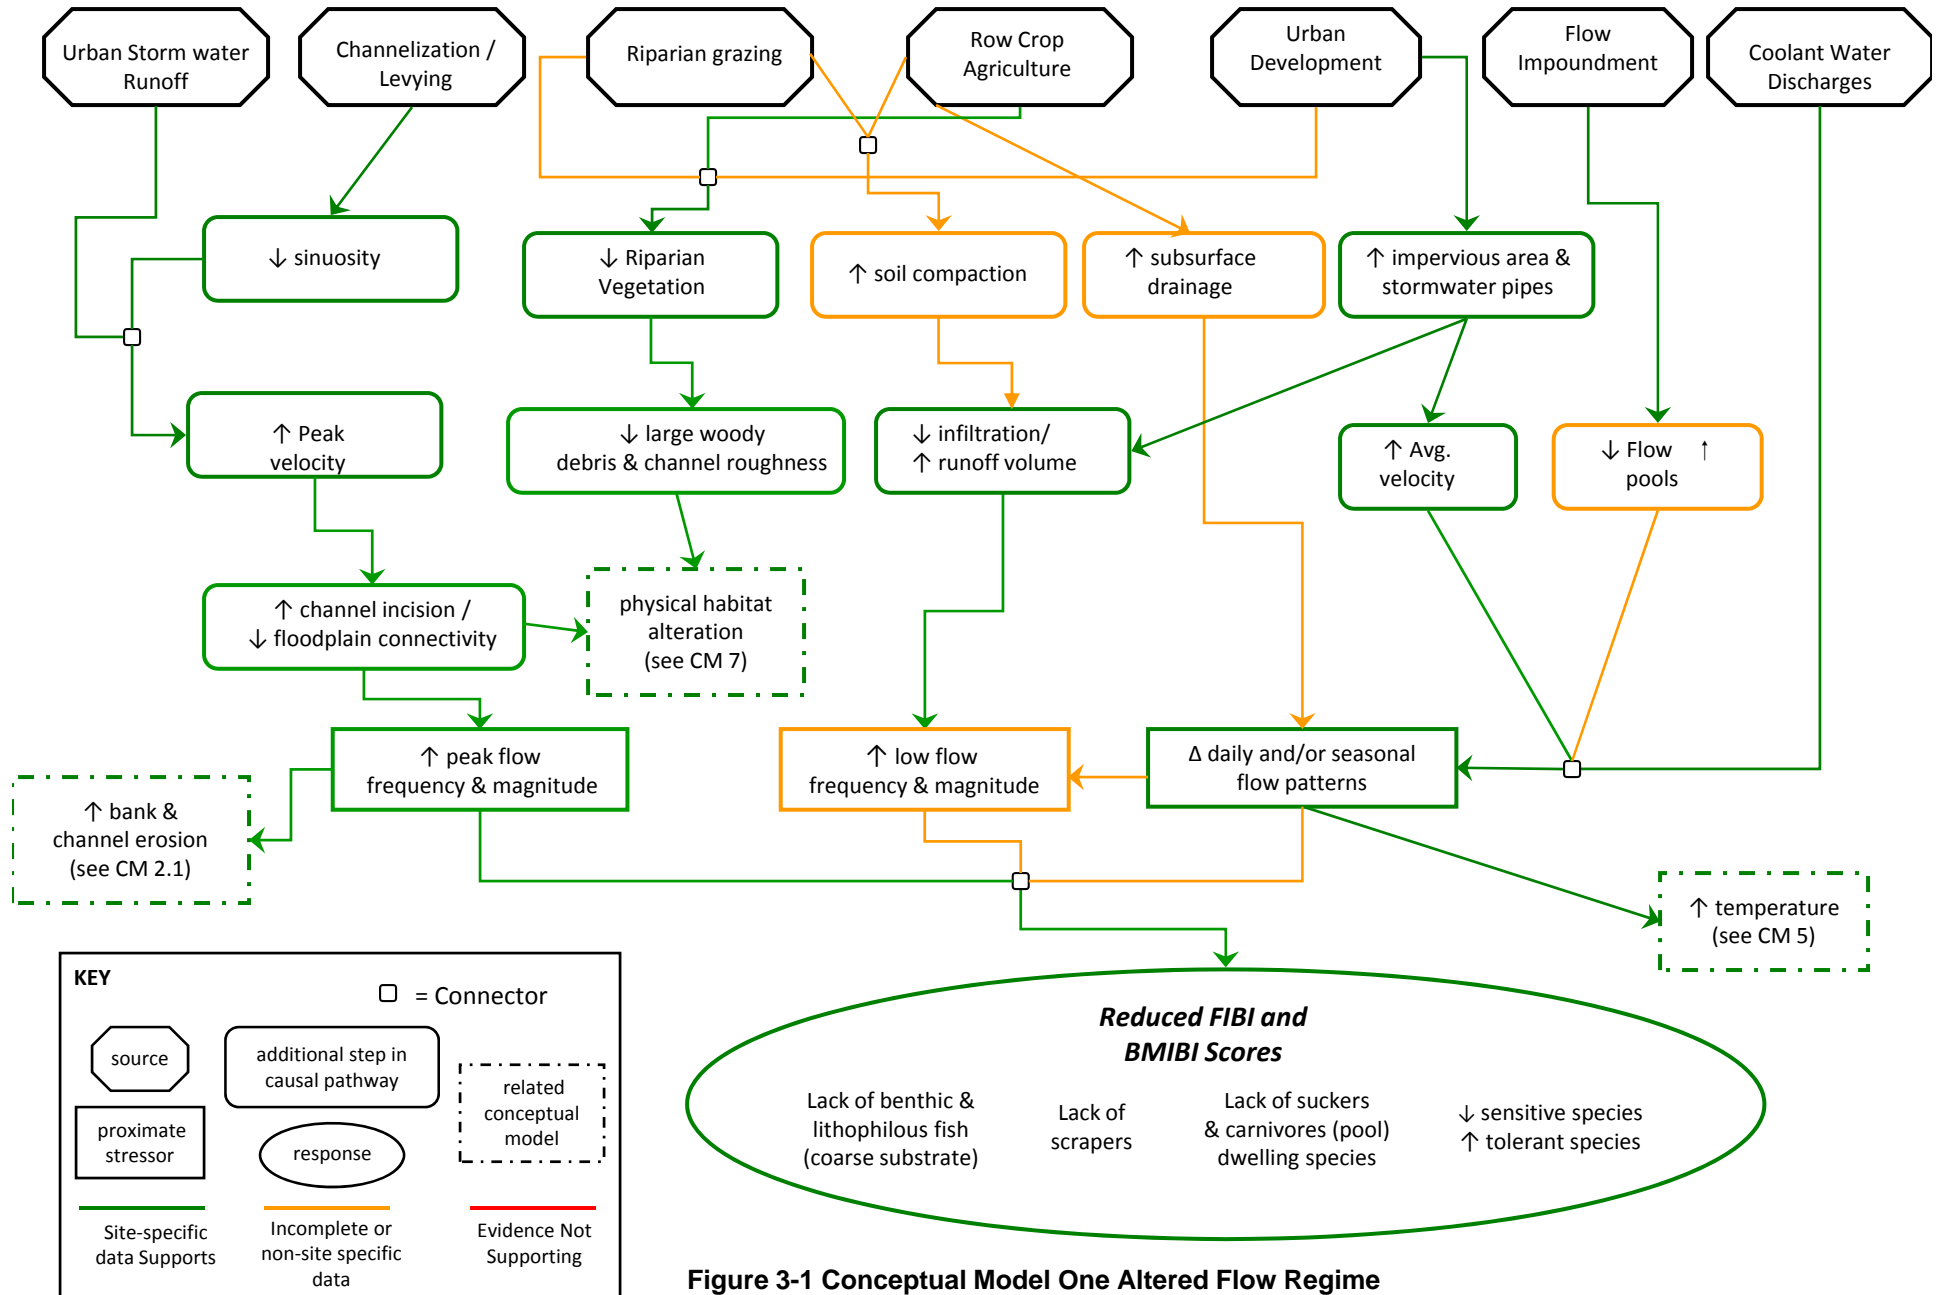 Urban Storm water
Runoff
Channelization /
Levying
Riparian grazing
Row Crop
Agriculture
Urban
Development
Flow
Impoundment
Coolant Water
Discharges
↓ sinuosity
↓ Riparian
Vegetation
↑ soil compaction
↑ subsurface
drainage
↑ impervious area &
stormwater pipes
↑ Peak
velocity
↓ large woody
debris & channel roughness
↓ infiltration/
↑ runoff volume
↑ Avg.
velocity
↓ Flow ↑
pools
↑ channel incision /
↓ floodplain connectivity
physical habitat
alteration
(see CM 7)
↑ peak flow
frequency & magnitude
↑ low flow
frequency & magnitude
Δ daily and/or seasonal
flow patterns
↑ bank &
channel erosion
(see CM 2.1)
↑ temperature
(see CM 5)
KEY
= Connector
source
additional step in
causal pathway
related
conceptual
model
proximate
stressor
response
Site-specific
data Supports
Incomplete or
non-site specific
data
Evidence Not
Supporting
Reduced FIBI and
BMIBI Scores
Lack of benthic &
lithophilous fish
(coarse substrate)
Lack of
scrapers
Lack of suckers
& carnivores (pool)
dwelling species
↓ sensitive species
↑ tolerant species
Figure 3-1 Conceptual Model One Altered Flow Regime